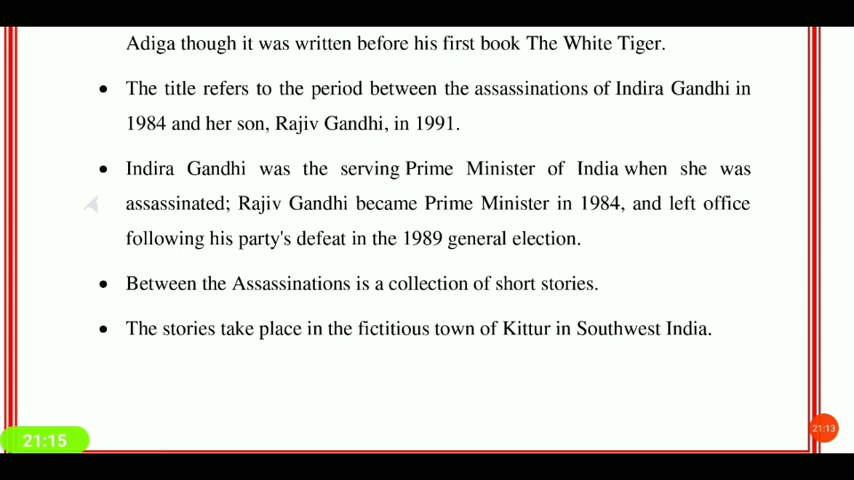 Adiga though it was written before his first book The White Tiger.
• The title refers to the period between the assassinations of Indira Gandhi in
1984 and her son, Rajiv Gandhi, in 1991.
• Indira Gandhi was the serving Prime Minister of India when she was
assassinated; Rajiv Gandhi became Prime Minister in 1984, and left office
following his party's defeat in the 1989 general election.
• Between the Assassinations is a collection of short stories.
• The stories take place in the fictitious town of Kittur in Southwest India.
21:15
21:13